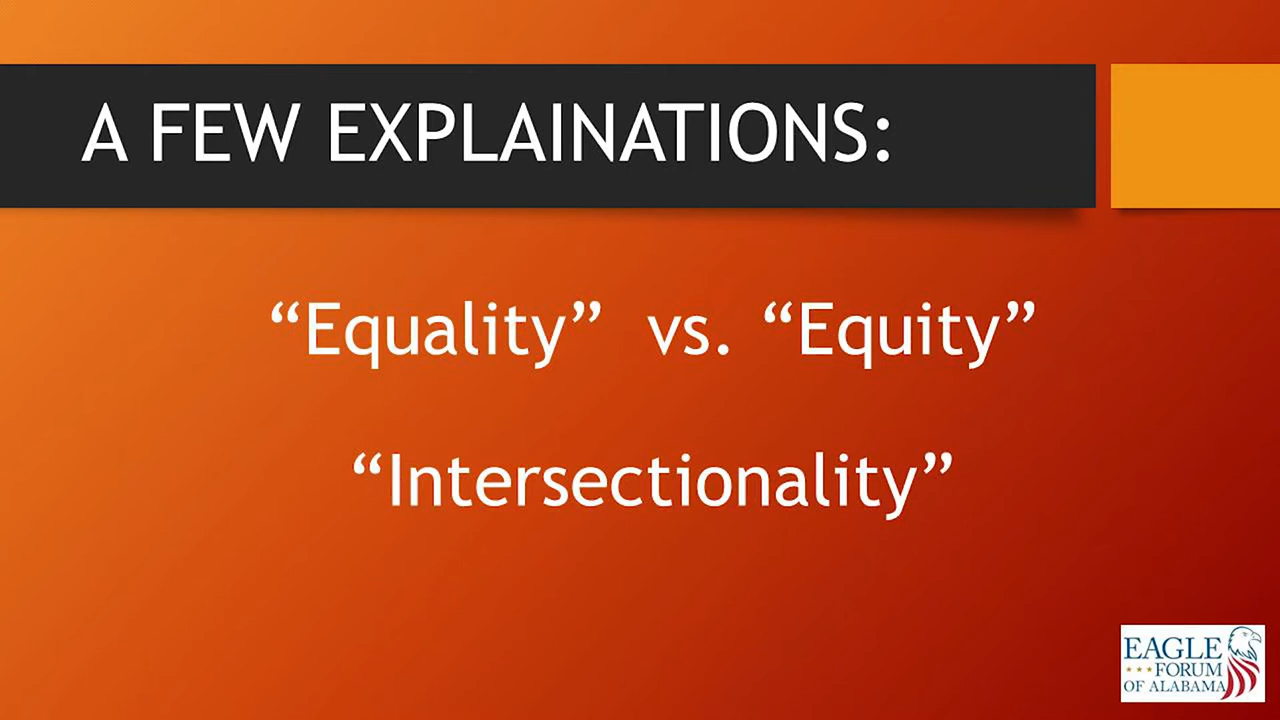 A FEW EXPLAINATIONS:
“Equality” vs. “Equity”
“Intersectionality”
EAGLE
FORUM
OF ALABAMA